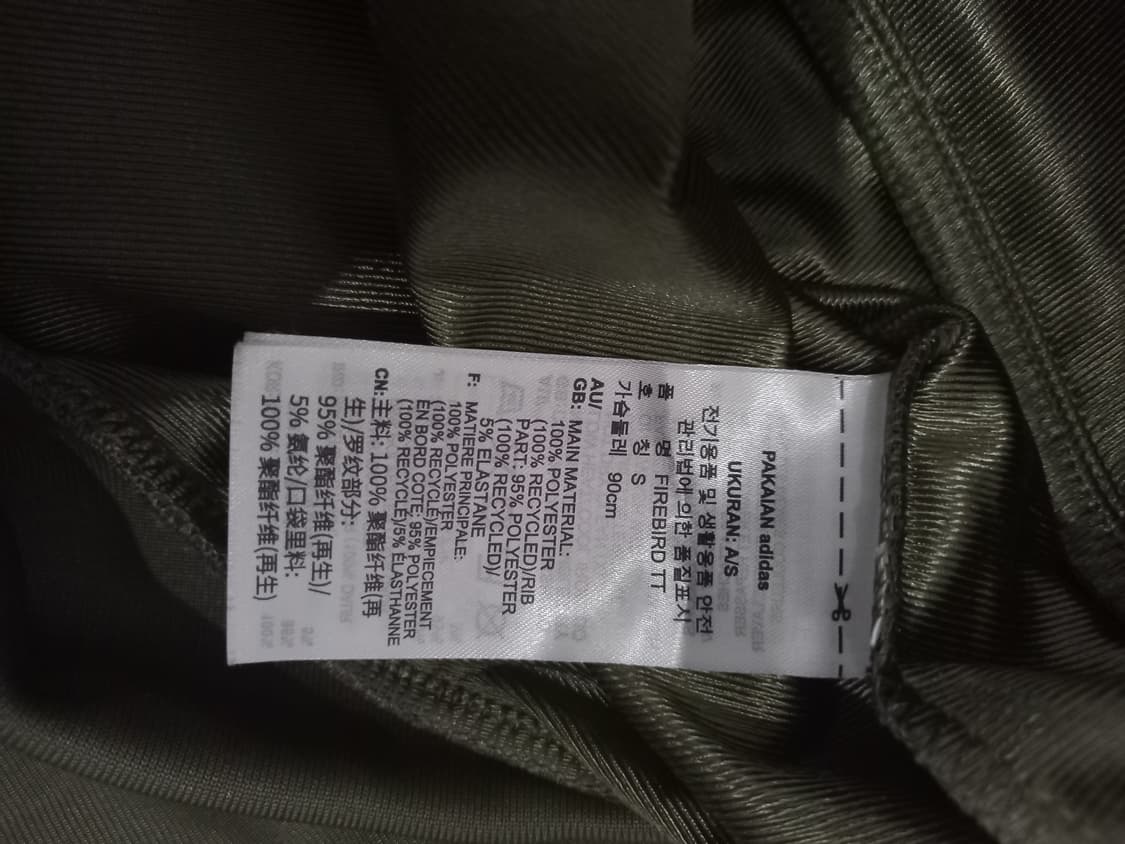 PAKAIAN adidas
UKURAN: A/S
전기용품 및 생활용품 안전
관리법에 의한 품질표시
품 명 FIREBIRD TT
호 칭 S
가슴둘레 90cm
AU/
GB: MAIN MATERIAL:
100% POLYESTER
(100% RECYCLED)/RIB
PART: 95% POLYESTER
(100% RECYCLED)/
5% ELASTANE
F: MATIERE PRINCIPALE:
100% POLYESTER
(100% RECYCLE)/EMPIECEMENT
EN BORD COTE: 95% POLYESTER
(100% RECYCLE)/5% ELASTHANNE
CN:主料: 100% 聚酯纤维(再
生)/罗纹部分:
95% 聚酯纤维(再生)/
5% 氨纶/口袋里料:
100% 聚酯纤维(再生)